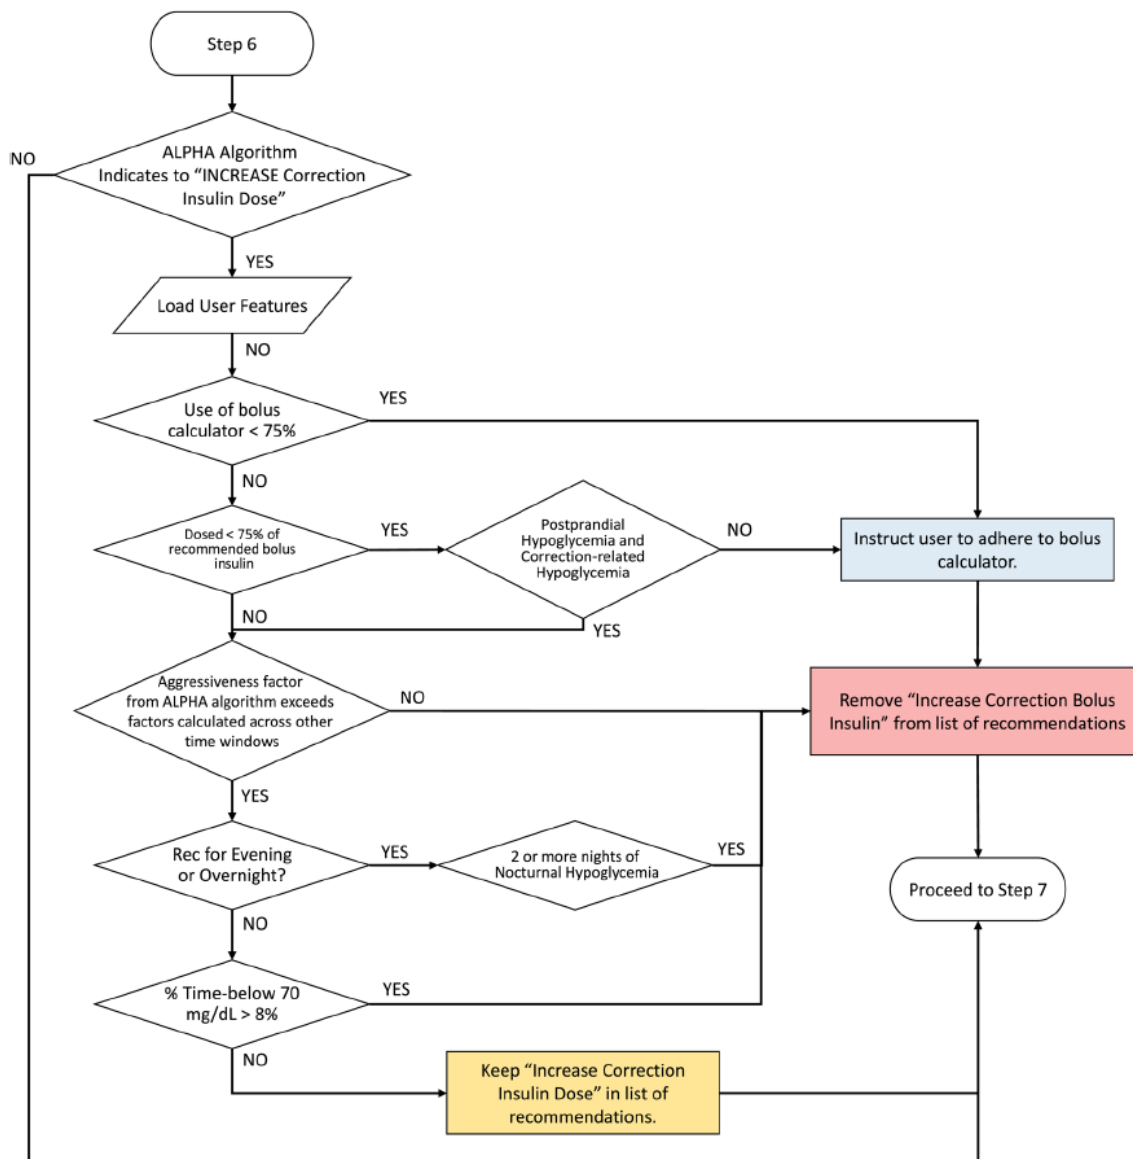 Step 6
NO
ALPHA Algorithm
Indicates to “INCREASE Correction
Insulin Dose”
YES
Load User Features
NO
Use of bolus
calculator < 75%
YES
NO
Dosed < 75% of
recommended bolus
insulin
YES
Postprandial
Hypoglycemia and
Correction-related
Hypoglycemia
NO
Instruct user to adhere to bolus
calculator.
NO
YES
Aggressiveness factor
from ALPHA algorithm exceeds
factors calculated across other
time windows
NO
Remove “Increase Correction Bolus
Insulin” from list of recommendations
YES
Rec for Evening
or Overnight?
YES
2 or more nights of
Nocturnal Hypoglycemia
YES
Proceed to Step 7
NO
% Time-below 70
mg/dL > 8%
YES
NO
Keep “Increase Correction
Insulin Dose” in list of
recommendations.